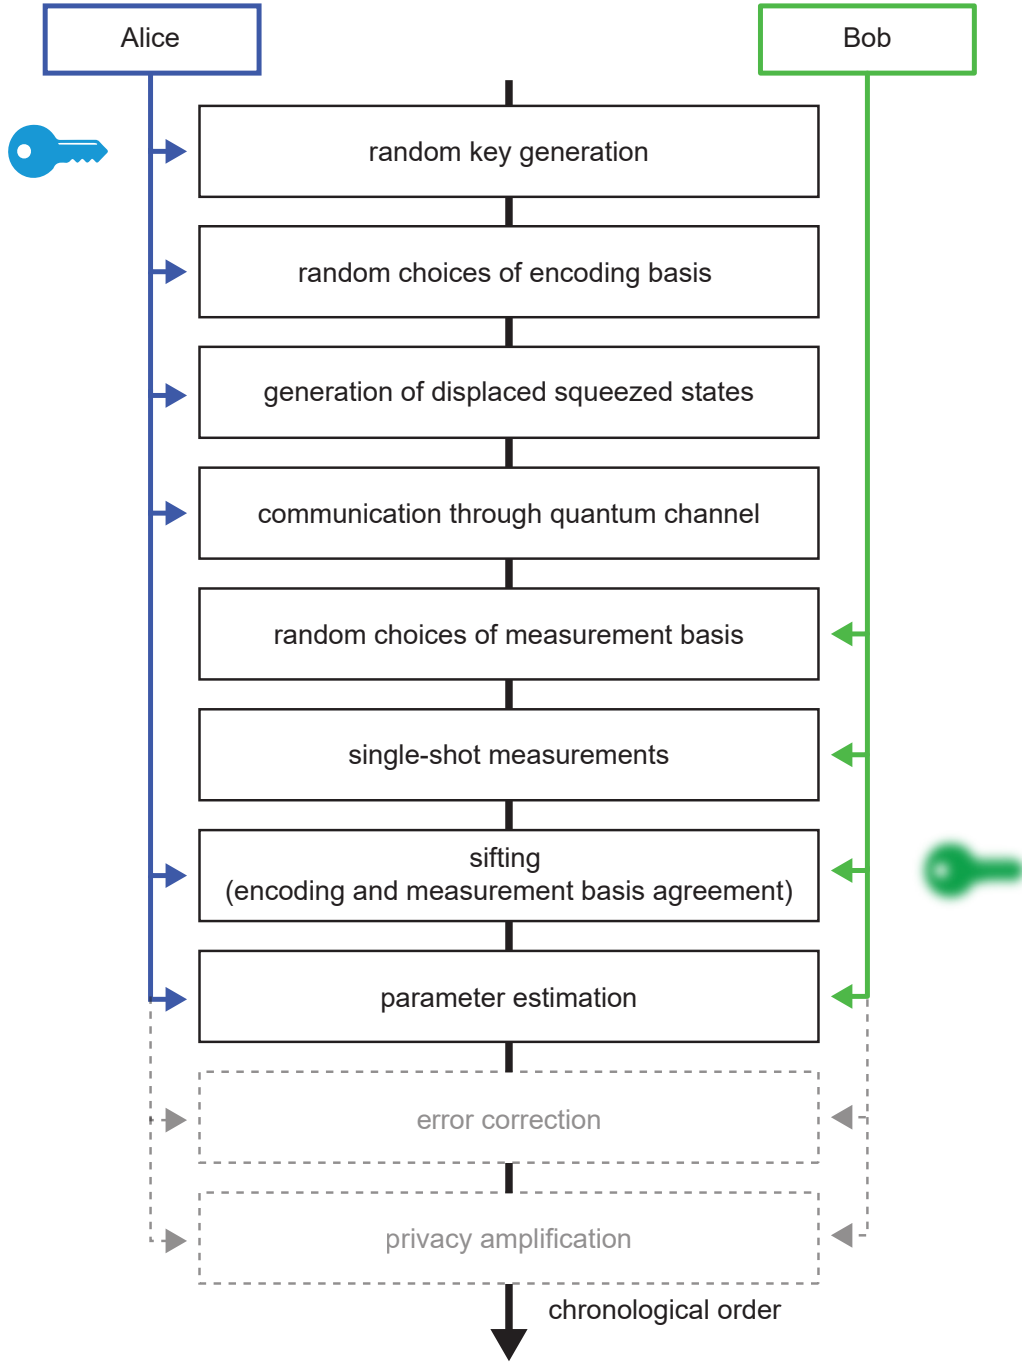 Alice
Bob
random key generation
random choices of encoding basis
generation of displaced squeezed states
communication through quantum channel
random choices of measurement basis
single-shot measurements
sifting
(encoding and measurement basis agreement)
parameter estimation
error correction
privacy amplification
chronological order